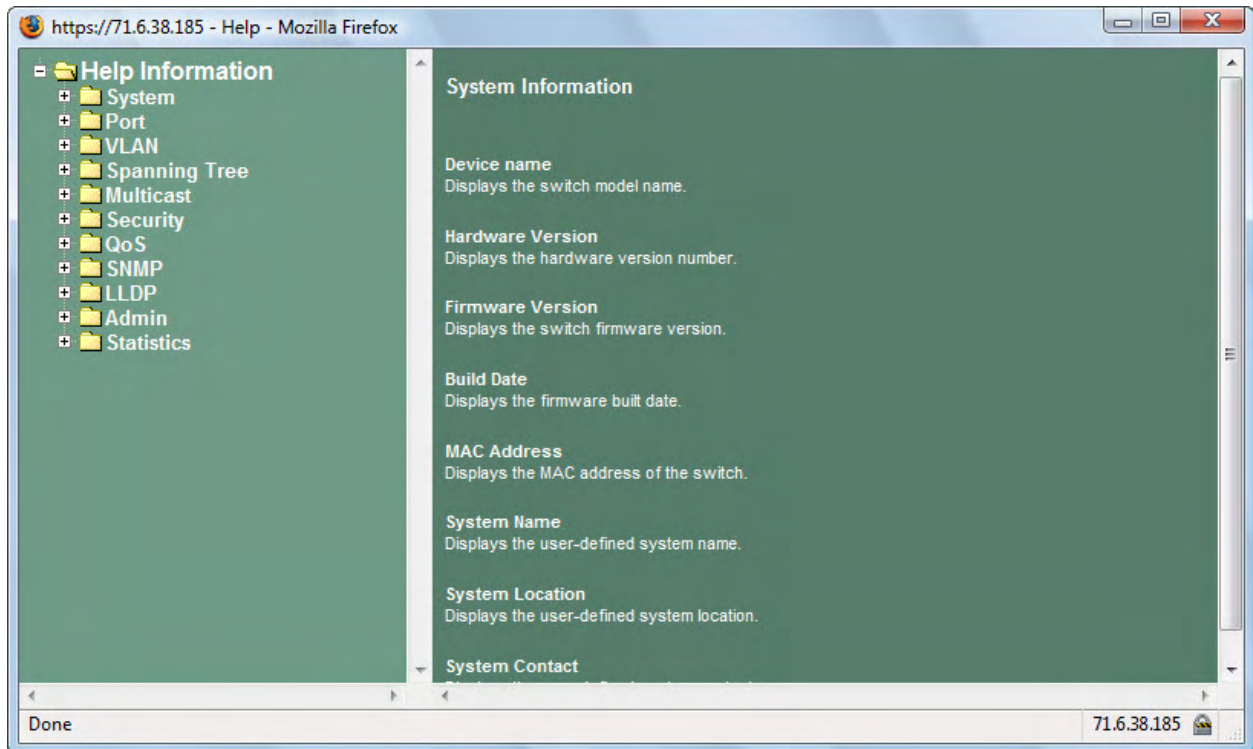 https://71.6.38.185 - Help - Mozilla Firefox
Help Information
System
Port
VLAN
Spanning Tree
Multicast
Security
QoS
SNMP
LLDP
Admin
Statistics
System Information
Device name
Displays the switch model name.
Hardware Version
Displays the hardware version number.
Firmware Version
Displays the switch firmware version.
Build Date
Displays the firmware built date.
MAC Address
Displays the MAC address of the switch.
System Name
Displays the user-defined system name.
System Location
Displays the user-defined system location.
System Contact
Done
71.6.38.185